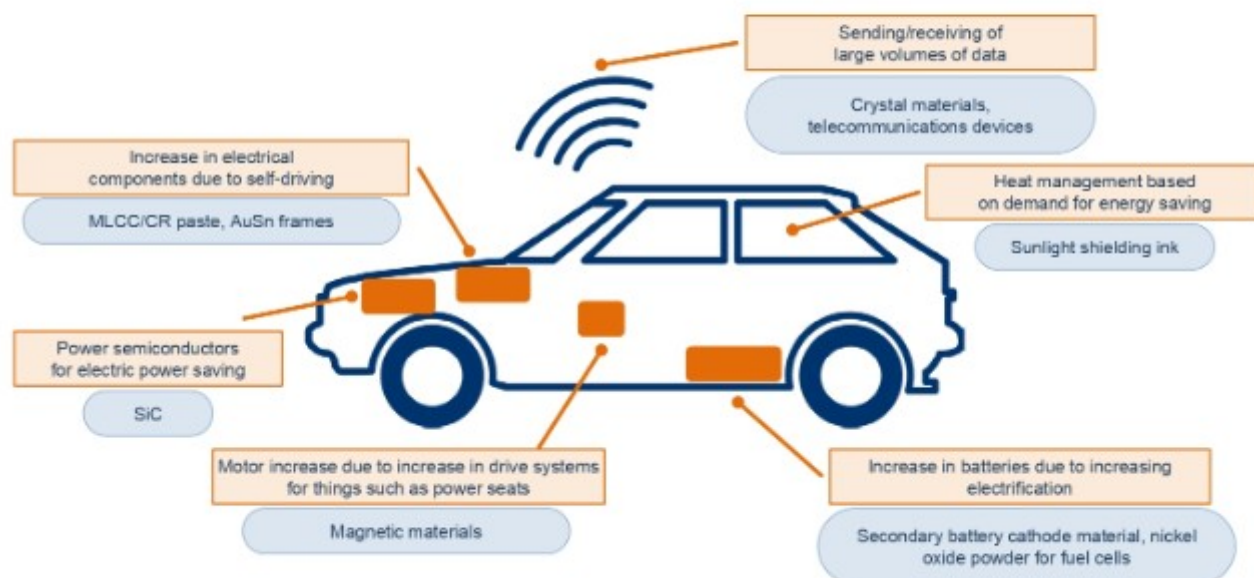 Sending/receiving of
large volumes of data
Crystal materials,
telecommunications devices
Increase in electrical
components due to self-driving
MLCC/CR paste, AuSn frames
Heat management based
on demand for energy saving
Sunlight shielding ink
Power semiconductors
for electric power saving
SiC
Motor increase due to increase in drive systems
for things such as power seats
Magnetic materials
Increase in batteries due to increasing
electrification
Secondary battery cathode material, nickel
oxide powder for fuel cells